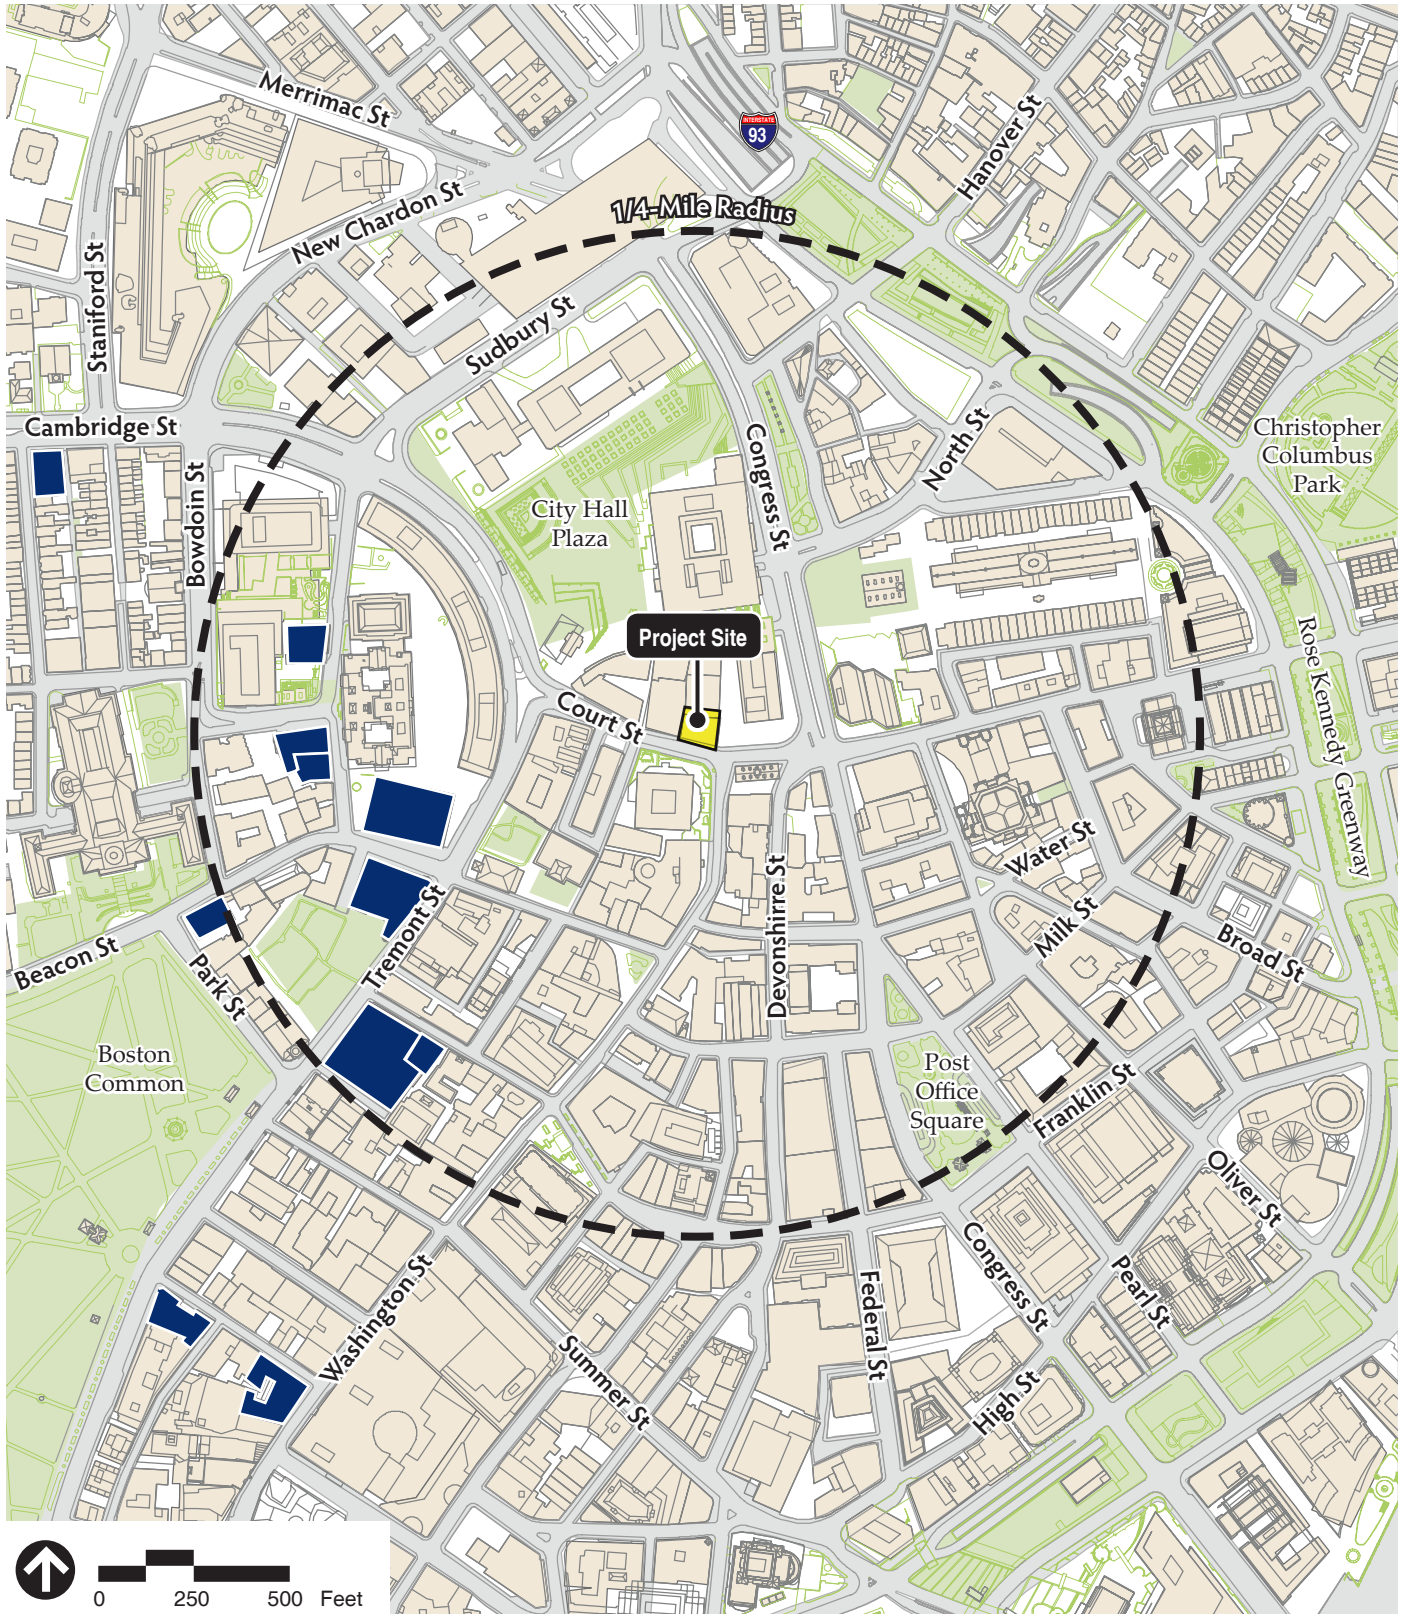 Merrimac St
INTERSTATE
93
Hanover St
1/4-Mile Radius
New Chardon St
Staniford St
Sudbury St
Cambridge St
Christopher
Columbus
Park
North St
Congress St
Bowdoin St
City Hall
Plaza
Project Site
Court St
Rose Kennedy Greenway
Water St
Devonshirre St
Milk St
Broad St
Tremont St
Beacon St
Park St
Boston
Common
Post
Office
Square
Franklin St
Oliver St
Congress St
Pearl St
Washington St
Federal St
Summer St
High St
0 250 500 Feet